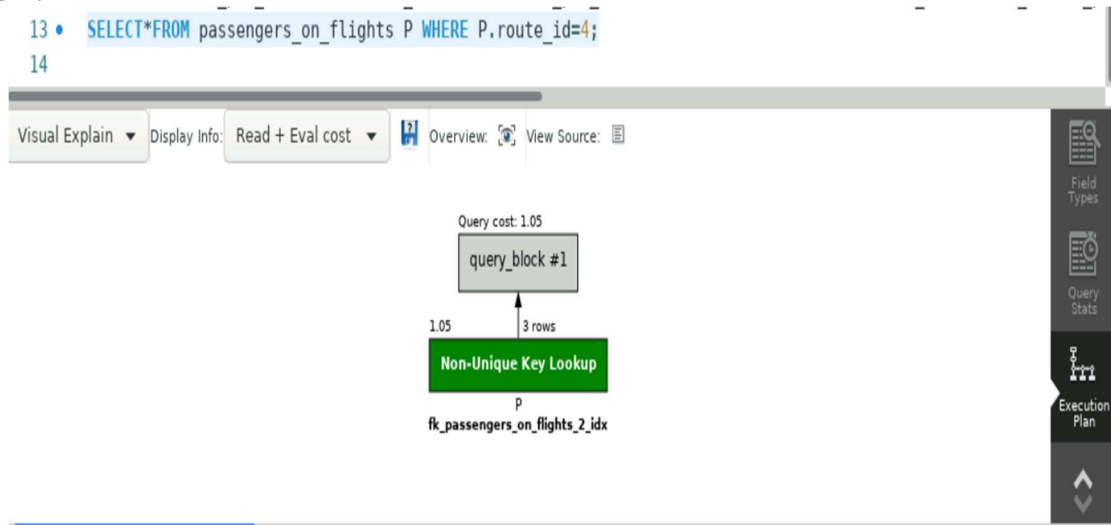 13 SELECT*FROM passengers_on_flights P WHERE P.route_id=4;
14
Visual Explain Display Info: Read + Eval cost Overview: View Source:
Field
Types
Query cost: 1.05
query_block #1
Query
Stats
1.05 3 rows
Non-Unique Key Lookup
P
fk_passengers_on_flights_2_idx
Execution
Plan